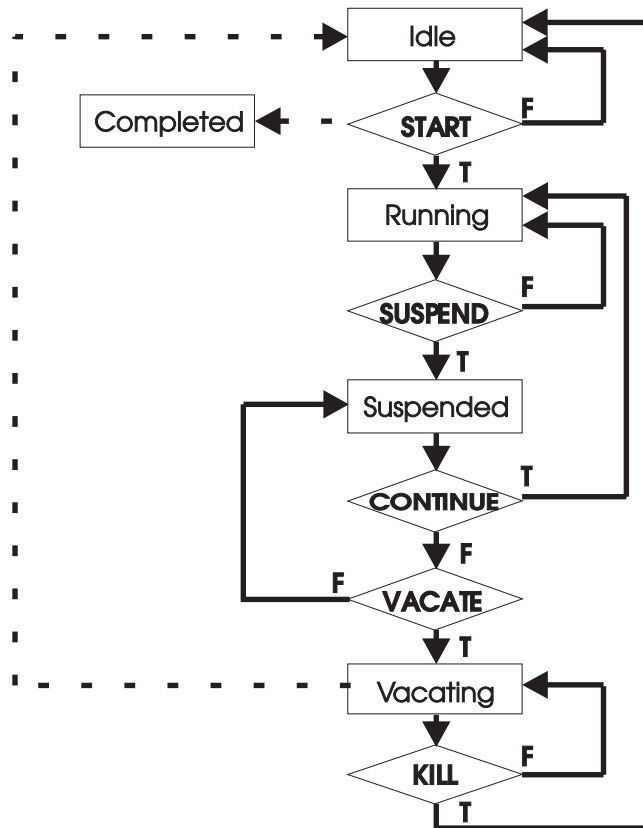 Idle
F
Completed
START
T
Running
F
SUSPEND
T
Suspended
T
CONTINUE
F
F
VACATE
T
Vacating
F
KILL
T